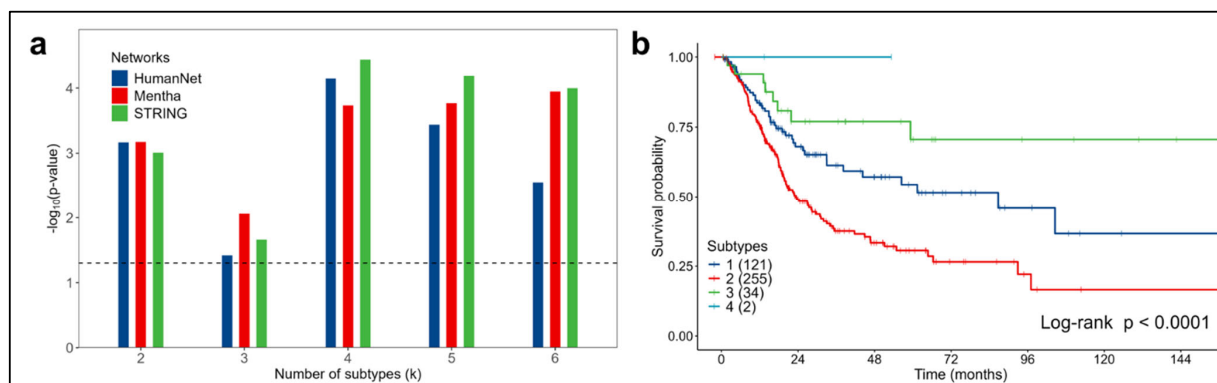 a
Networks
HumanNet
Mentha
STRING
-log10(p-value)
4
3
2
1
0
2 3 4 5 6
Number of subtypes (k)
b
Survival probability
1.00
0.75
0.50
0.25
0.00
Subtypes
1 (121)
2 (255)
3 (34)
4 (2)
Log-rank p < 0.0001
0 24 48 72 96 120 144
Time (months)